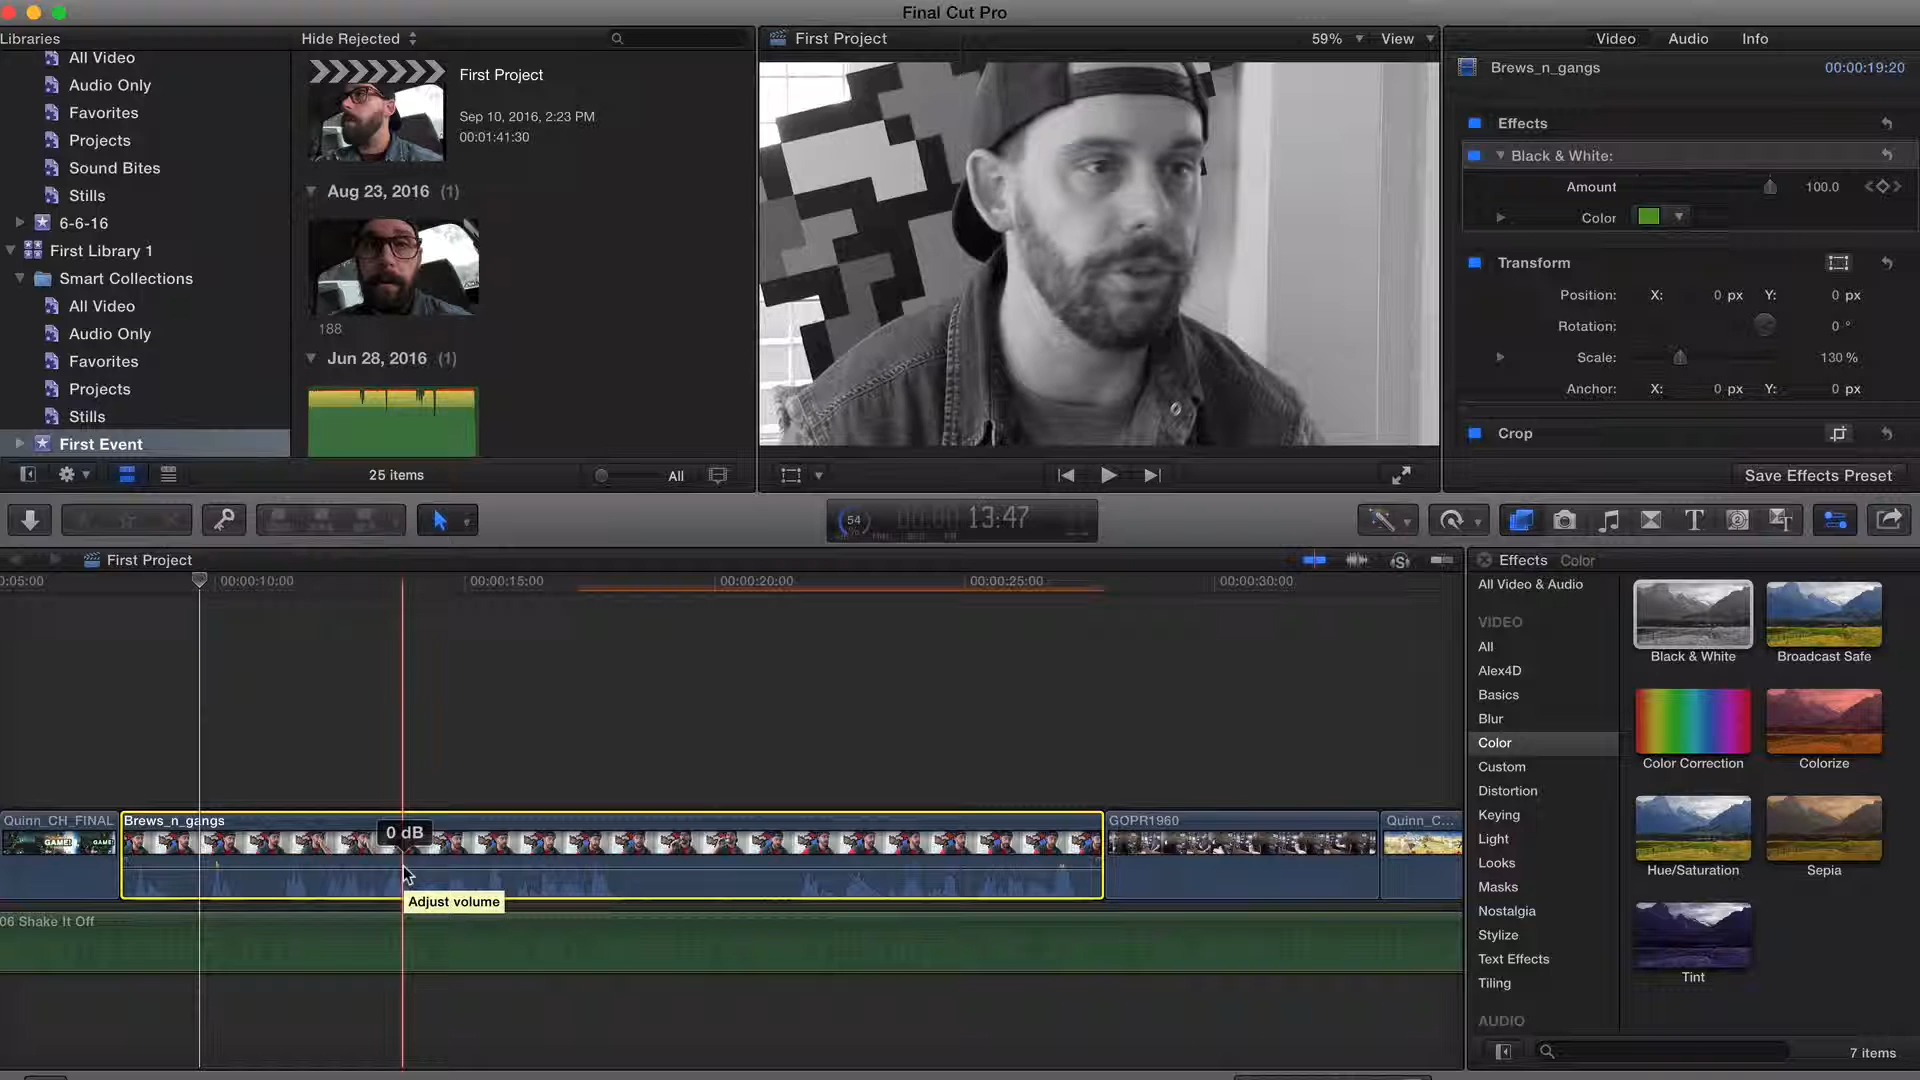 Final Cut Pro
Libraries
All Video
Audio Only
Favorites
Projects
Sound Bites
Stills
6-6-16
First Library 1
Smart Collections
All Video
Audio Only
Favorites
Projects
Stills
First Event
Hide Rejected
First Project
Sep 10, 2016, 2:23 PM
00:01:41:30
Aug 23, 2016 (1)
188
Jun 28, 2016 (1)
25 items
All
First Project
59%
View
Video Audio Info
Brews_n_gangs
00:00:19:20
Effects
Black & White:
Amount 100.0
Color
Transform
Position: X: 0 px Y: 0 px
Rotation: 0 °
Scale: 130 %
Anchor: X: 0 px Y: 0 px
Crop
Save Effects Preset
54
13:47
First Project
0:05:00
00:00:10:00
00:00:15:00
00:00:20:00
00:00:25:00
00:00:30:00
Quinn_CH_FINAL
Brews_n_gangs
GOPR1960
Quinn_C...
0 dB
Adjust volume
06 Shake It Off
Effects Color
All Video & Audio
VIDEO
All
Alex4D
Basics
Blur
Color
Custom
Distortion
Keying
Light
Looks
Masks
Nostalgia
Stylize
Text Effects
Tiling
AUDIO
Black & White
Broadcast Safe
Color Correction
Colorize
Hue/Saturation
Sepia
Tint
7 items